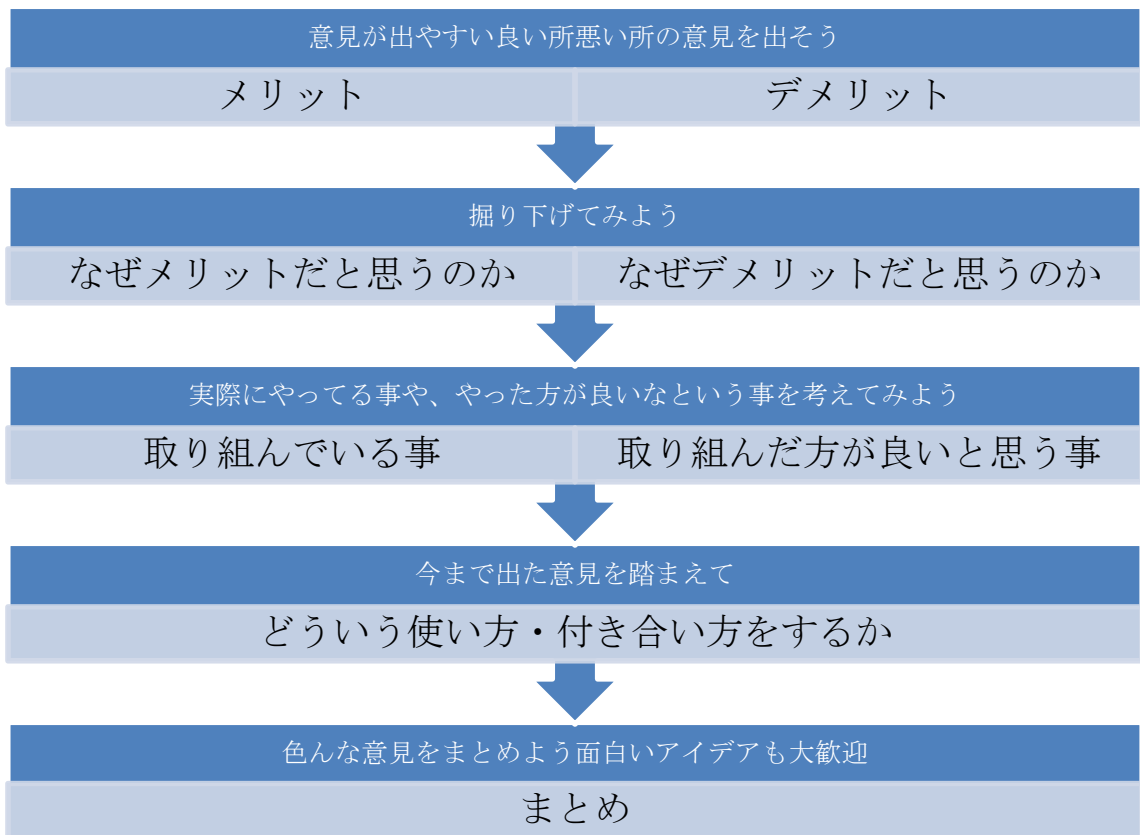 意見が出やすい良い所悪い所の意見を出そう
メリット デメリット
掘り下げてみよう
なぜメリットだと思うのか なぜデメリットだと思うのか
実際にやってる事や、やった方が良いなという事を考えてみよう
取り組んでいる事 取り組んだ方が良いと思う事
今まで出た意見を踏まえて
どういう使い方・付き合い方をするか
色んな意見をまとめよう面白いアイデアも大歓迎
まとめ